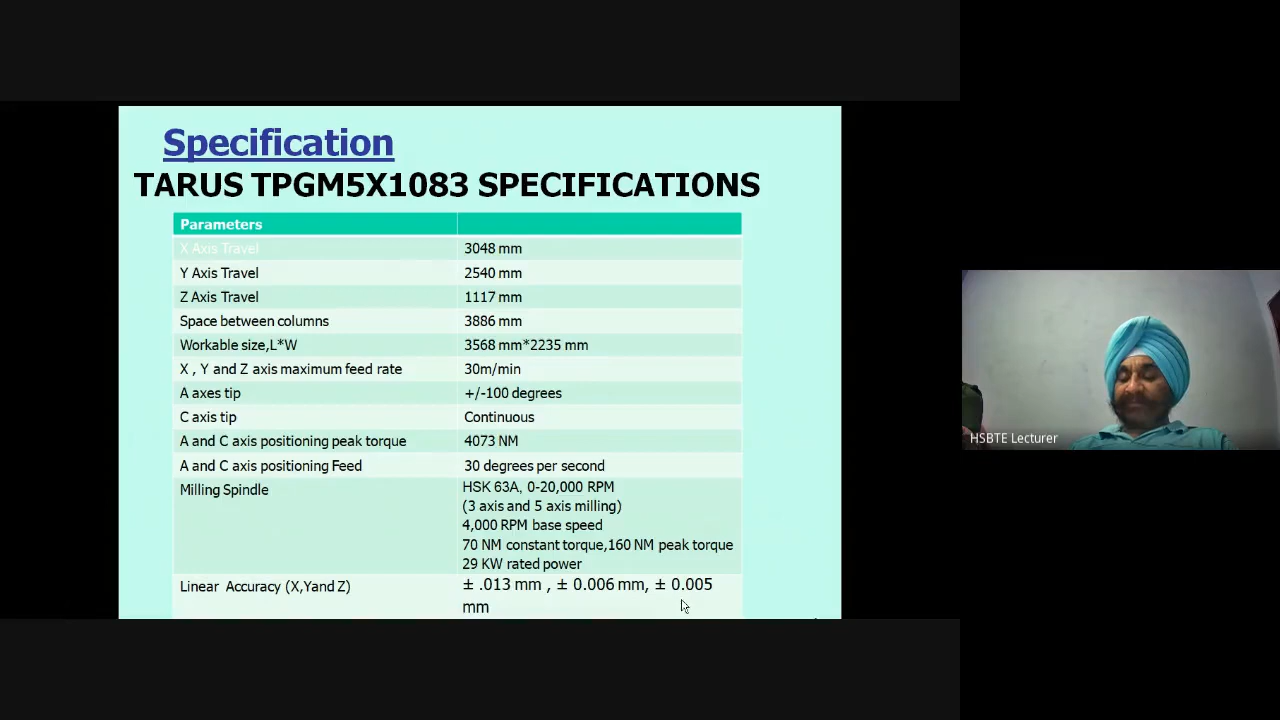 Specification
TARUS TPGM5X1083 SPECIFICATIONS
Parameters
X Axis Travel 3048 mm
Y Axis Travel 2540 mm
Z Axis Travel 1117 mm
Space between columns 3886 mm
Workable size,L*W 3568 mm*2235 mm
X , Y and Z axis maximum feed rate 30m/min
A axes tip +/-100 degrees
C axis tip Continuous
A and C axis positioning peak torque 4073 NM
A and C axis positioning Feed 30 degrees per second
Milling Spindle HSK 63A, 0-20,000 RPM
(3 axis and 5 axis milling)
4,000 RPM base speed
70 NM constant torque,160 NM peak torque
29 KW rated power
Linear Accuracy (X,Yand Z) ± .013 mm , ± 0.006 mm, ± 0.005
mm
HSBTE Lecturer